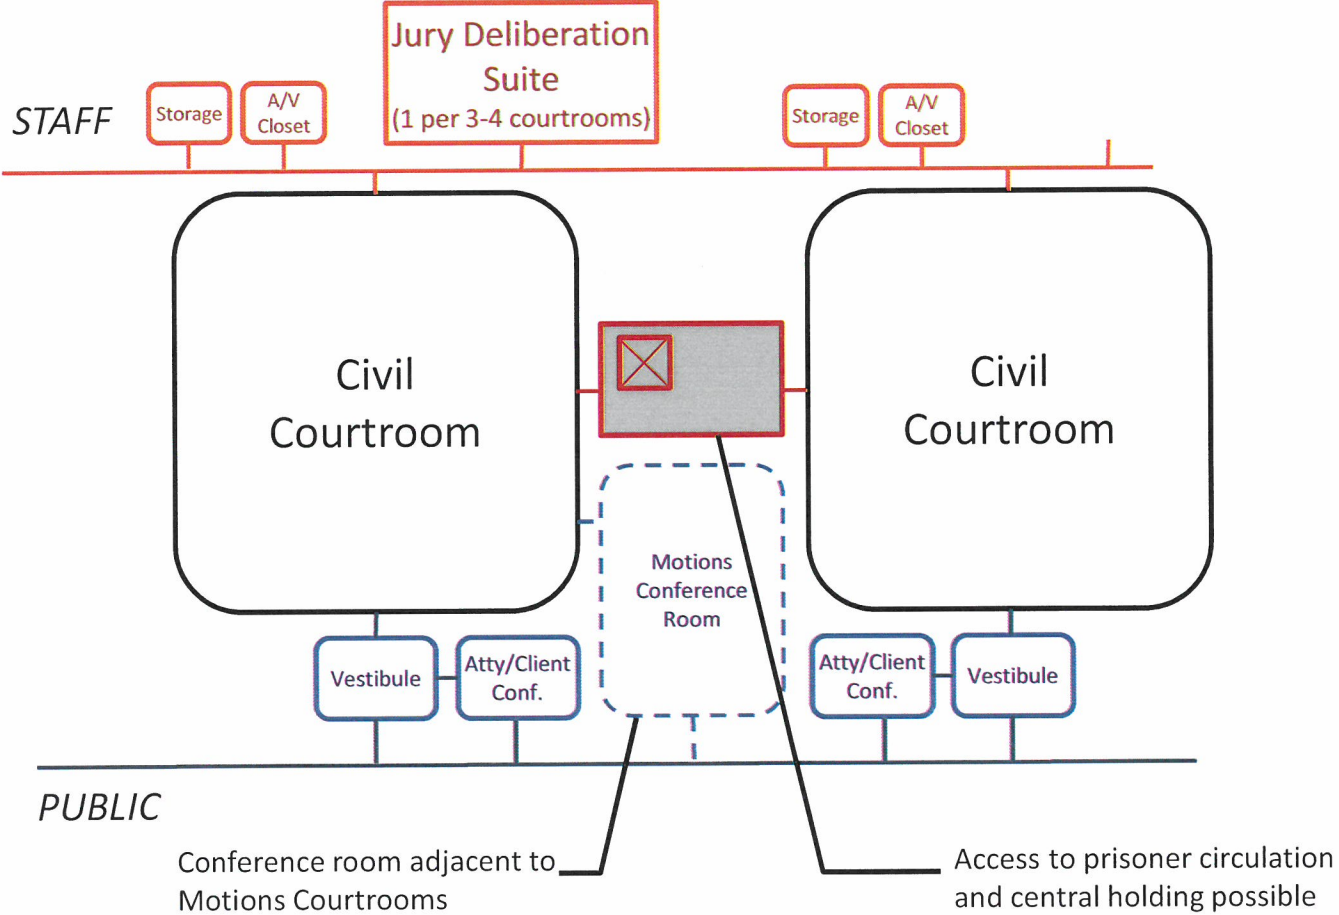 Jury Deliberation
Suite
(1 per 3-4 courtrooms)
STAFF
Storage
A/V
Closet
Storage
A/V
Closet
Civil
Courtroom
Civil
Courtroom
Motions
Conference
Room
Vestibule
Atty/Client
Conf.
Atty/Client
Conf.
Vestibule
PUBLIC
Conference room adjacent to
Motions Courtrooms
Access to prisoner circulation
and central holding possible